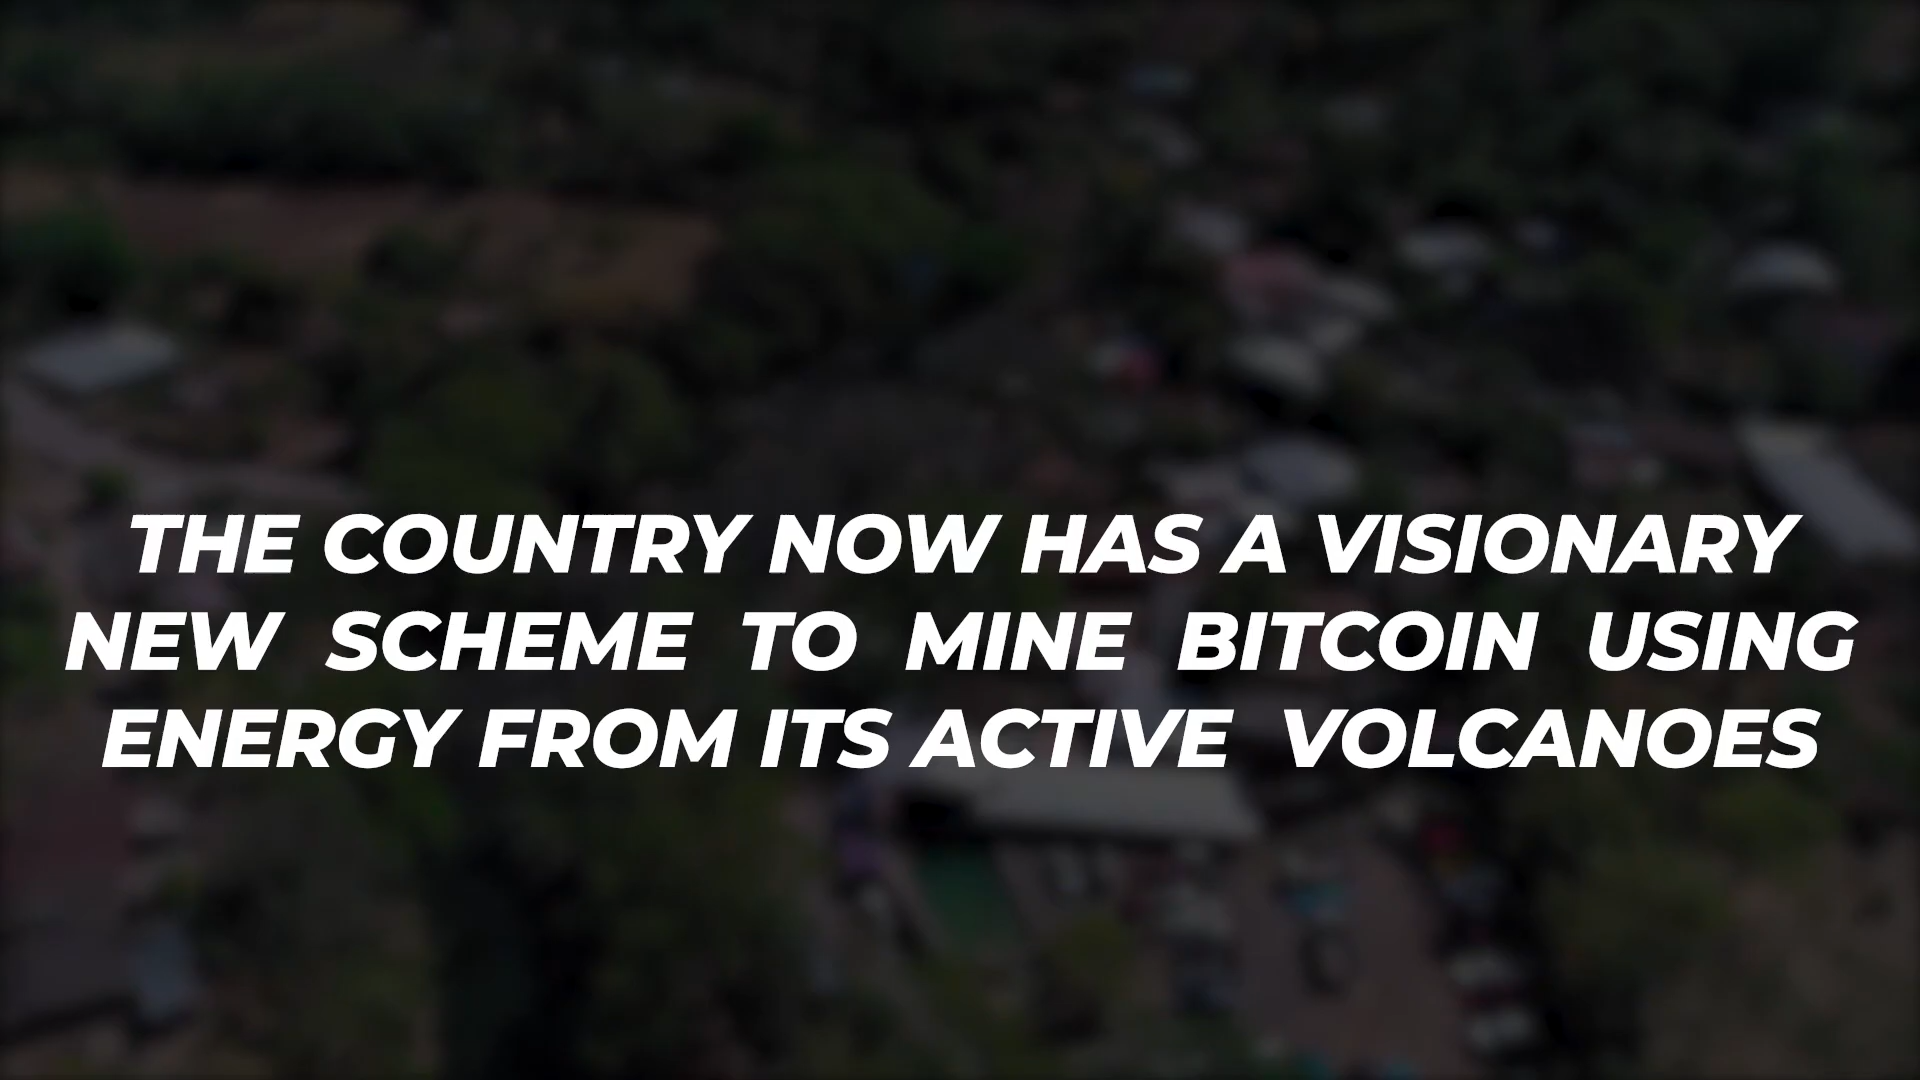 THE COUNTRY NOW HAS A VISIONARY
NEW SCHEME TO MINE BITCOIN USING
ENERGY FROM ITS ACTIVE VOLCANOES